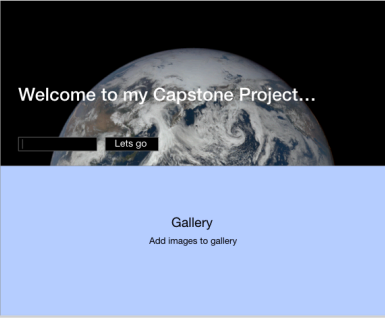 Welcome to my Capstone Project...
Lets go
Gallery
Add images to gallery